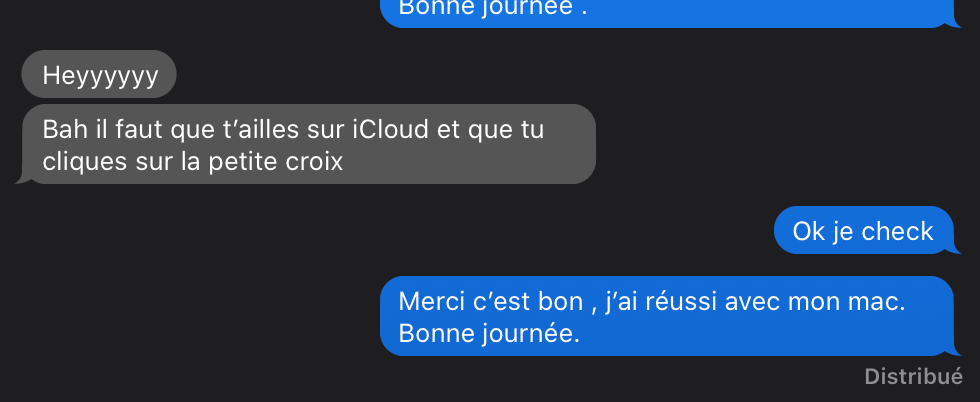 Bonne journée .
Heyyyyyy
Bah il faut que t’ailles sur iCloud et que tu
cliques sur la petite croix
Ok je check
Merci c’est bon , j’ai réussi avec mon mac.
Bonne journée.
Distribué